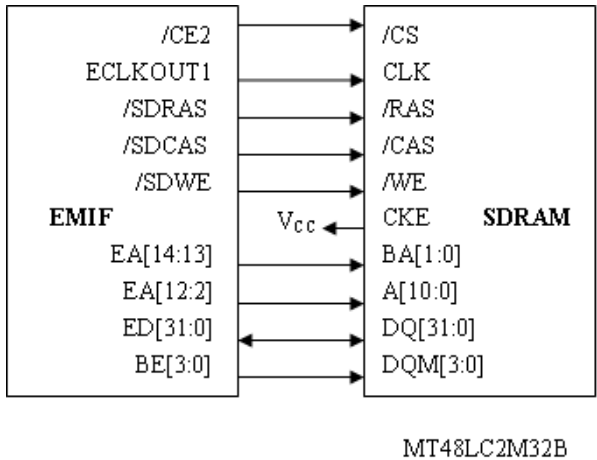 /CE2 /CS
ECLKOUT1 CLK
/SDRAS /RAS
/SDCAS /CAS
/SDWE /WE
EMIF VCC CKE SDRAM
EA[14:13] BA[1:0]
EA[12:2] A[10:0]
ED[31:0] DQ[31:0]
BE[3:0] DQM[3:0]
MT48LC2M32B